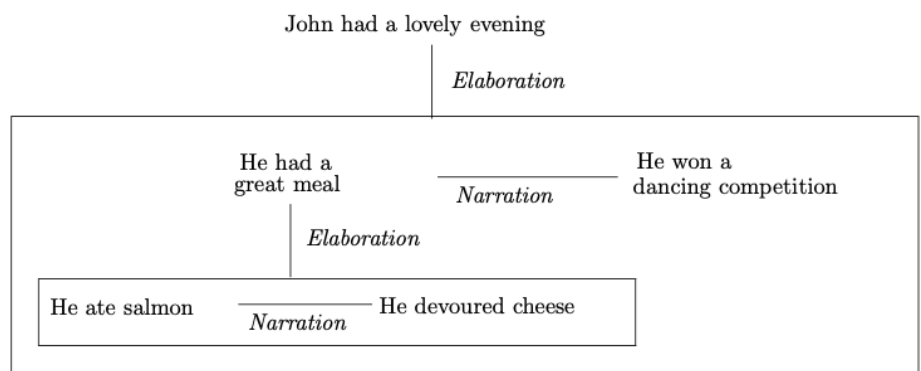 John had a lovely evening
Elaboration
He had a
great meal
Narration
He won a
dancing competition
Elaboration
He ate salmon
Narration
He devoured cheese